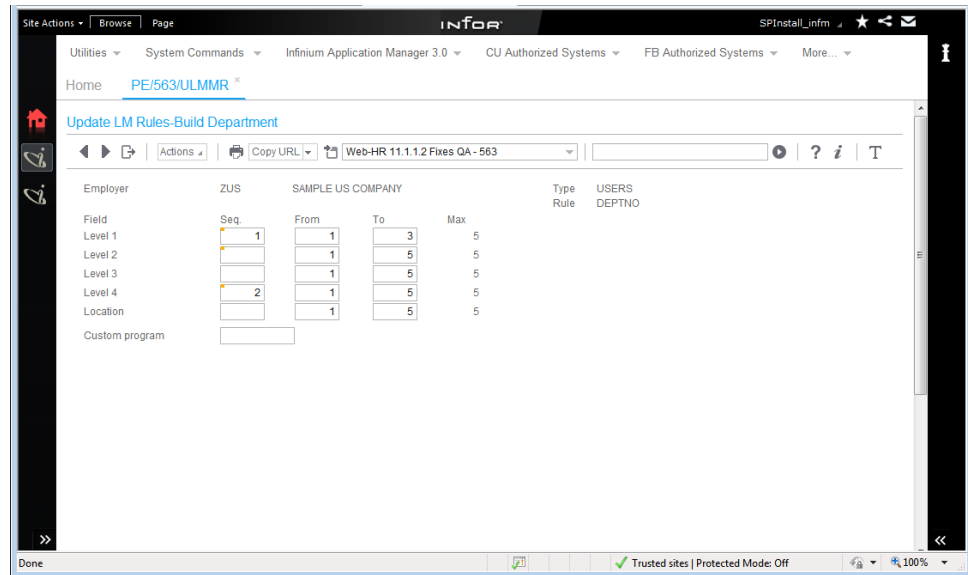 Site Actions Browse Page infor SPInstall_infm
Utilities System Commands Infinium Application Manager 3.0 CU Authorized Systems FB Authorized Systems More...
Home PE/563/ULMMR ×
Update LM Rules-Build Department
Actions Copy URL Web-HR 11.1.1.2 Fixes QA - 563 ? i T
Employer ZUS SAMPLE US COMPANY Type USERS
Rule DEPTNO
Field Seq. From To Max
Level 1 1 1 3 5
Level 2 1 5 5
Level 3 1 5 5
Level 4 2 1 5 5
Location 1 5 5
Custom program
Done Trusted sites | Protected Mode: Off 100%